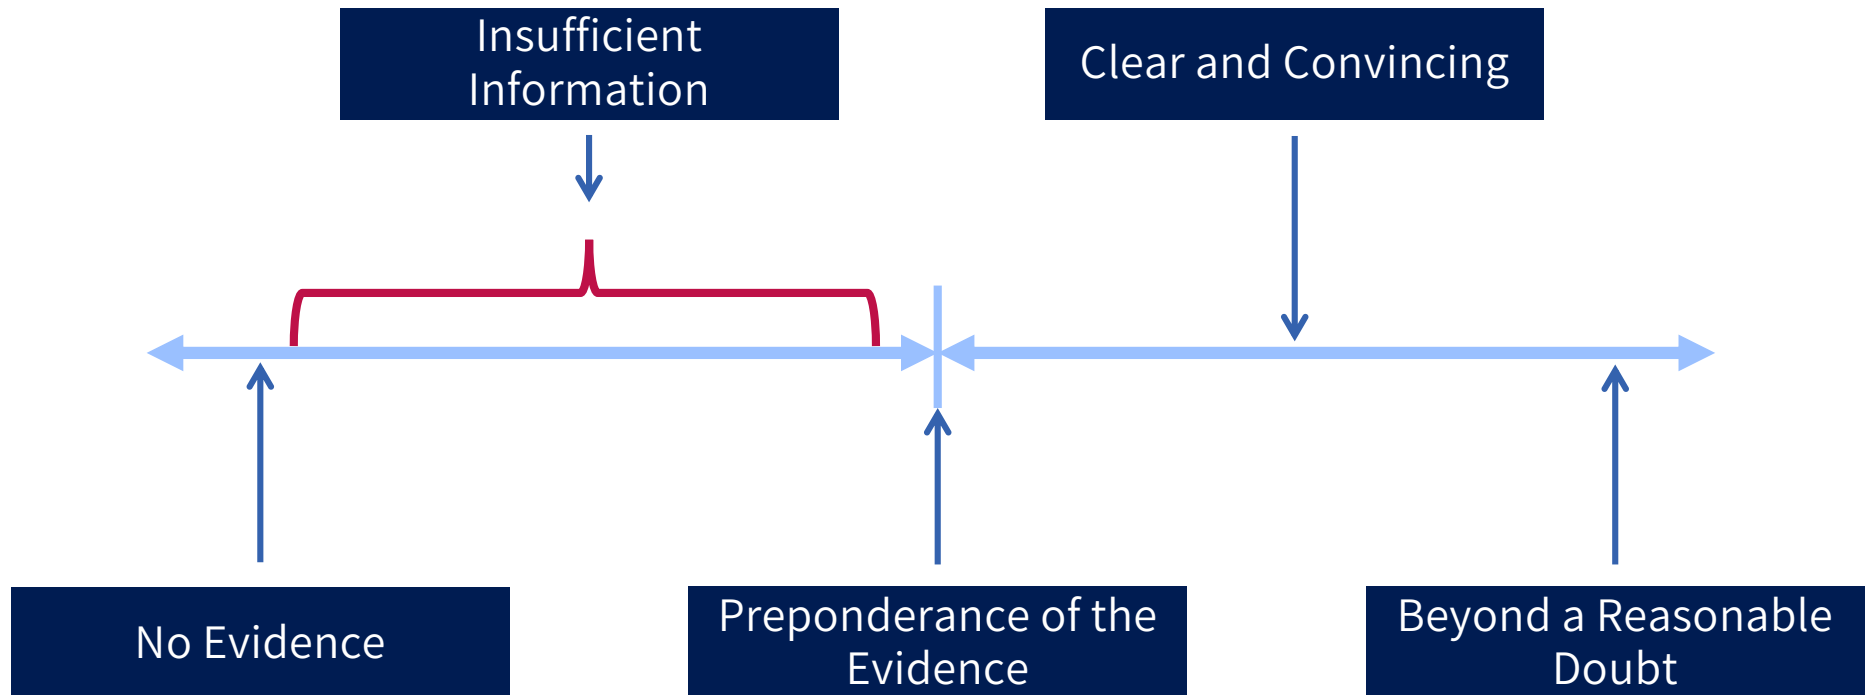 Insufficient
Information
Clear and Convincing
No Evidence
Preponderance of the
Evidence
Beyond a Reasonable
Doubt